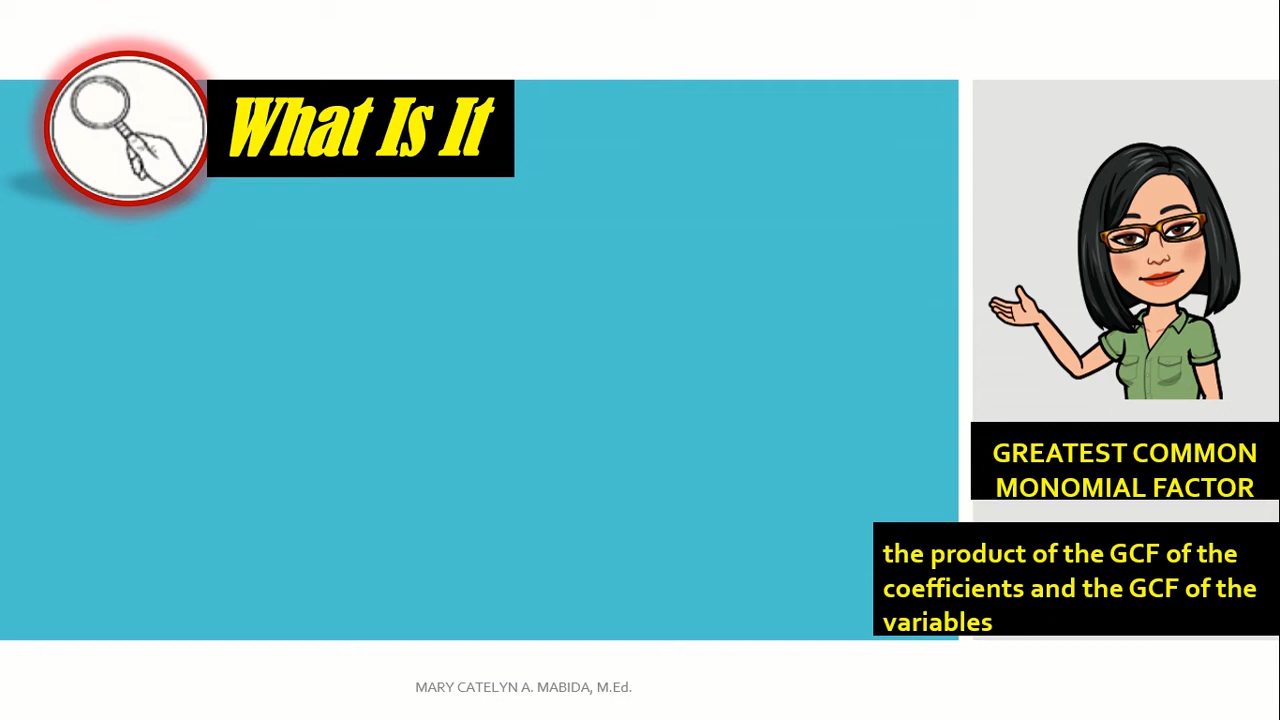 What Is It
GREATEST COMMON
MONOMIAL FACTOR
the product of the GCF of the
coefficients and the GCF of the
variables
MARY CATELYN A. MABIDA, M.Ed.